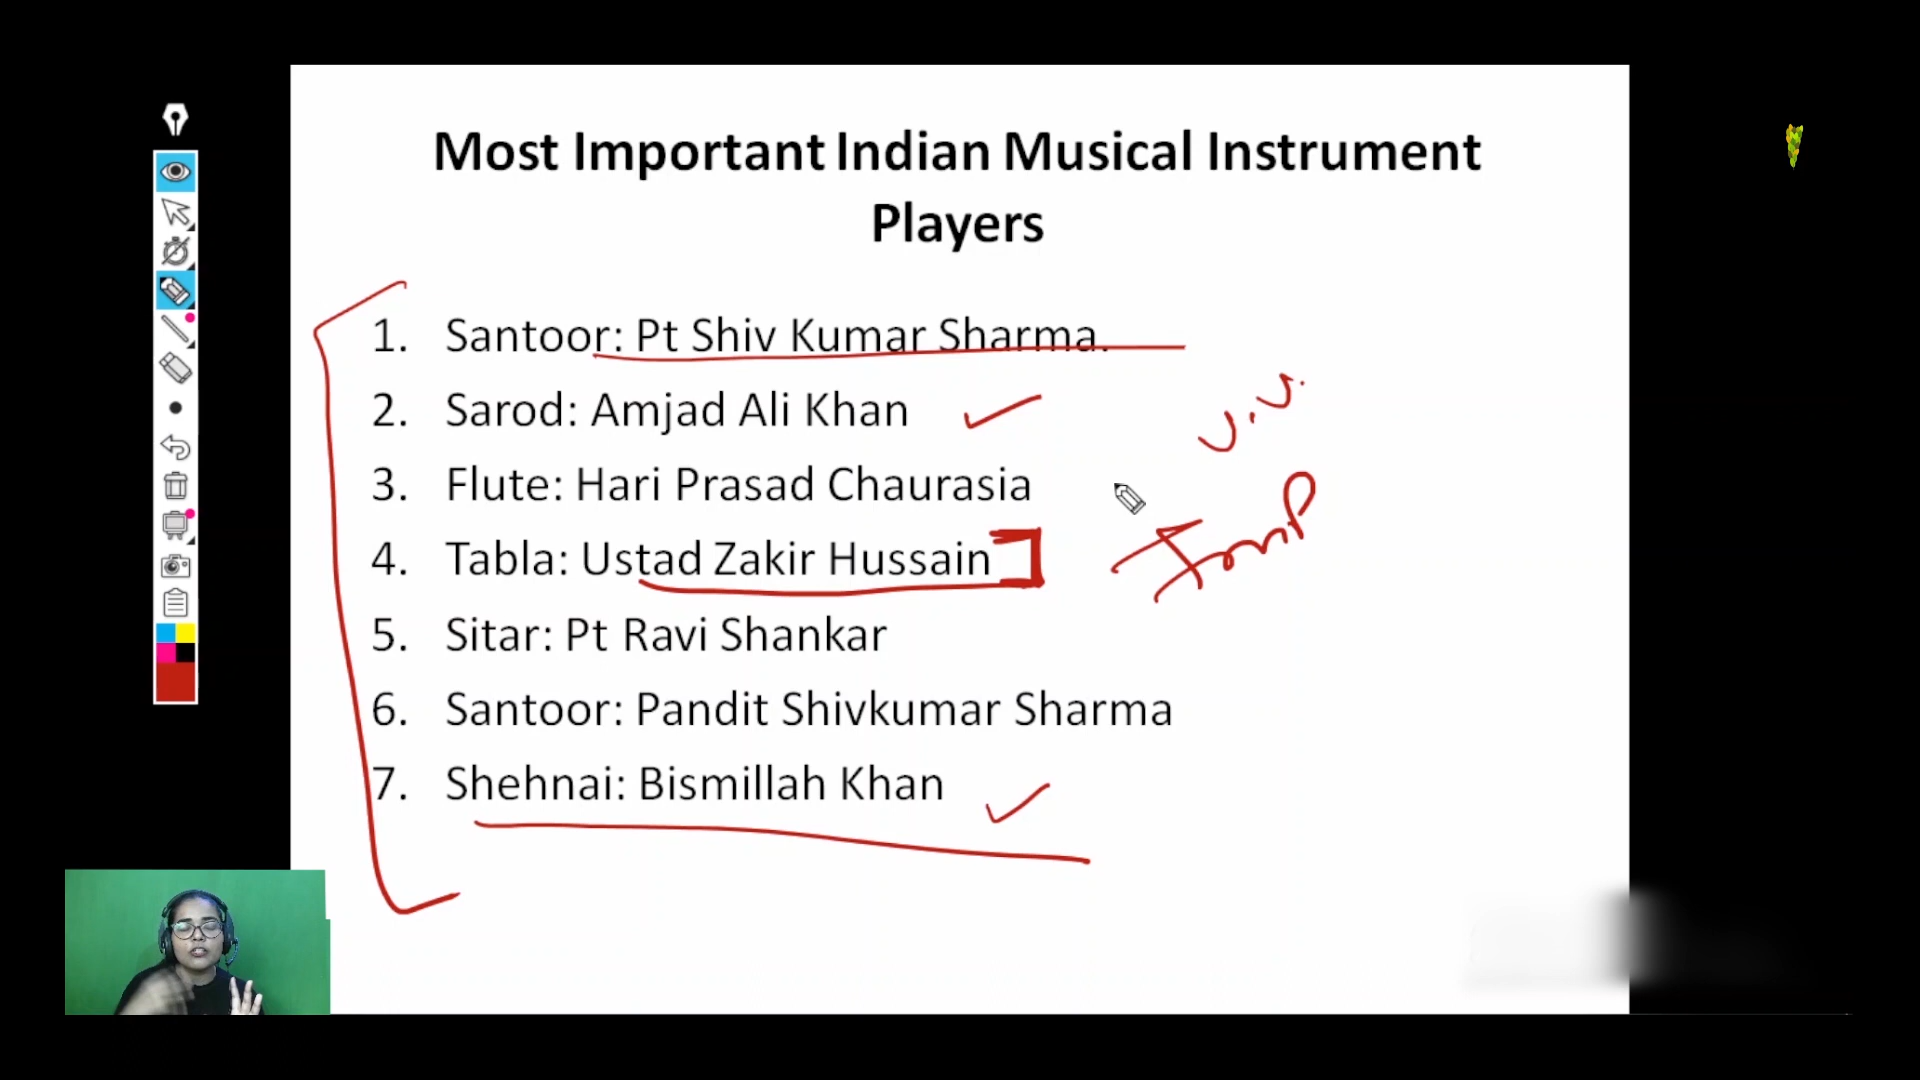 Most Important Indian Musical Instrument
Players
1. Santoor: Pt Shiv Kumar Sharma.
2. Sarod: Amjad Ali Khan
v.v.
3. Flute: Hari Prasad Chaurasia
Imp
4. Tabla: Ustad Zakir Hussain
5. Sitar: Pt Ravi Shankar
6. Santoor: Pandit Shivkumar Sharma
7. Shehnai: Bismillah Khan